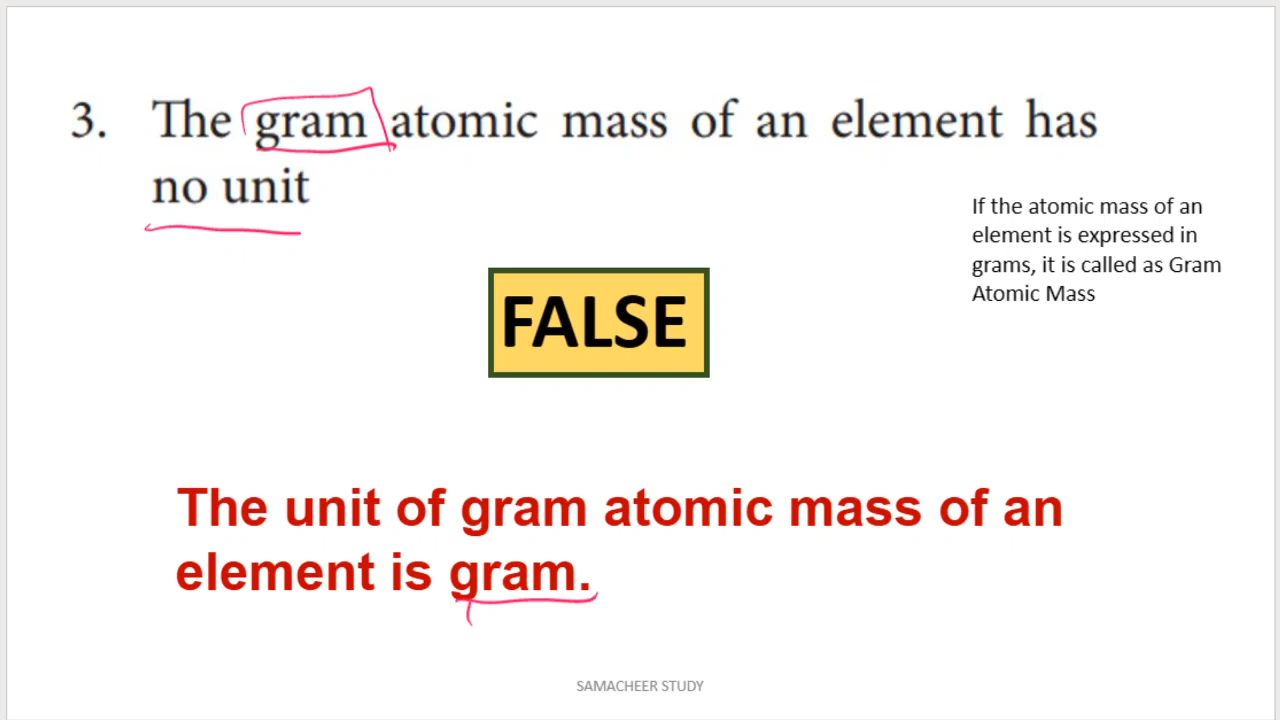 3. The gram atomic mass of an element has
no unit
If the atomic mass of an
element is expressed in
grams, it is called as Gram
Atomic Mass
FALSE
The unit of gram atomic mass of an
element is gram.
SAMACHEER STUDY